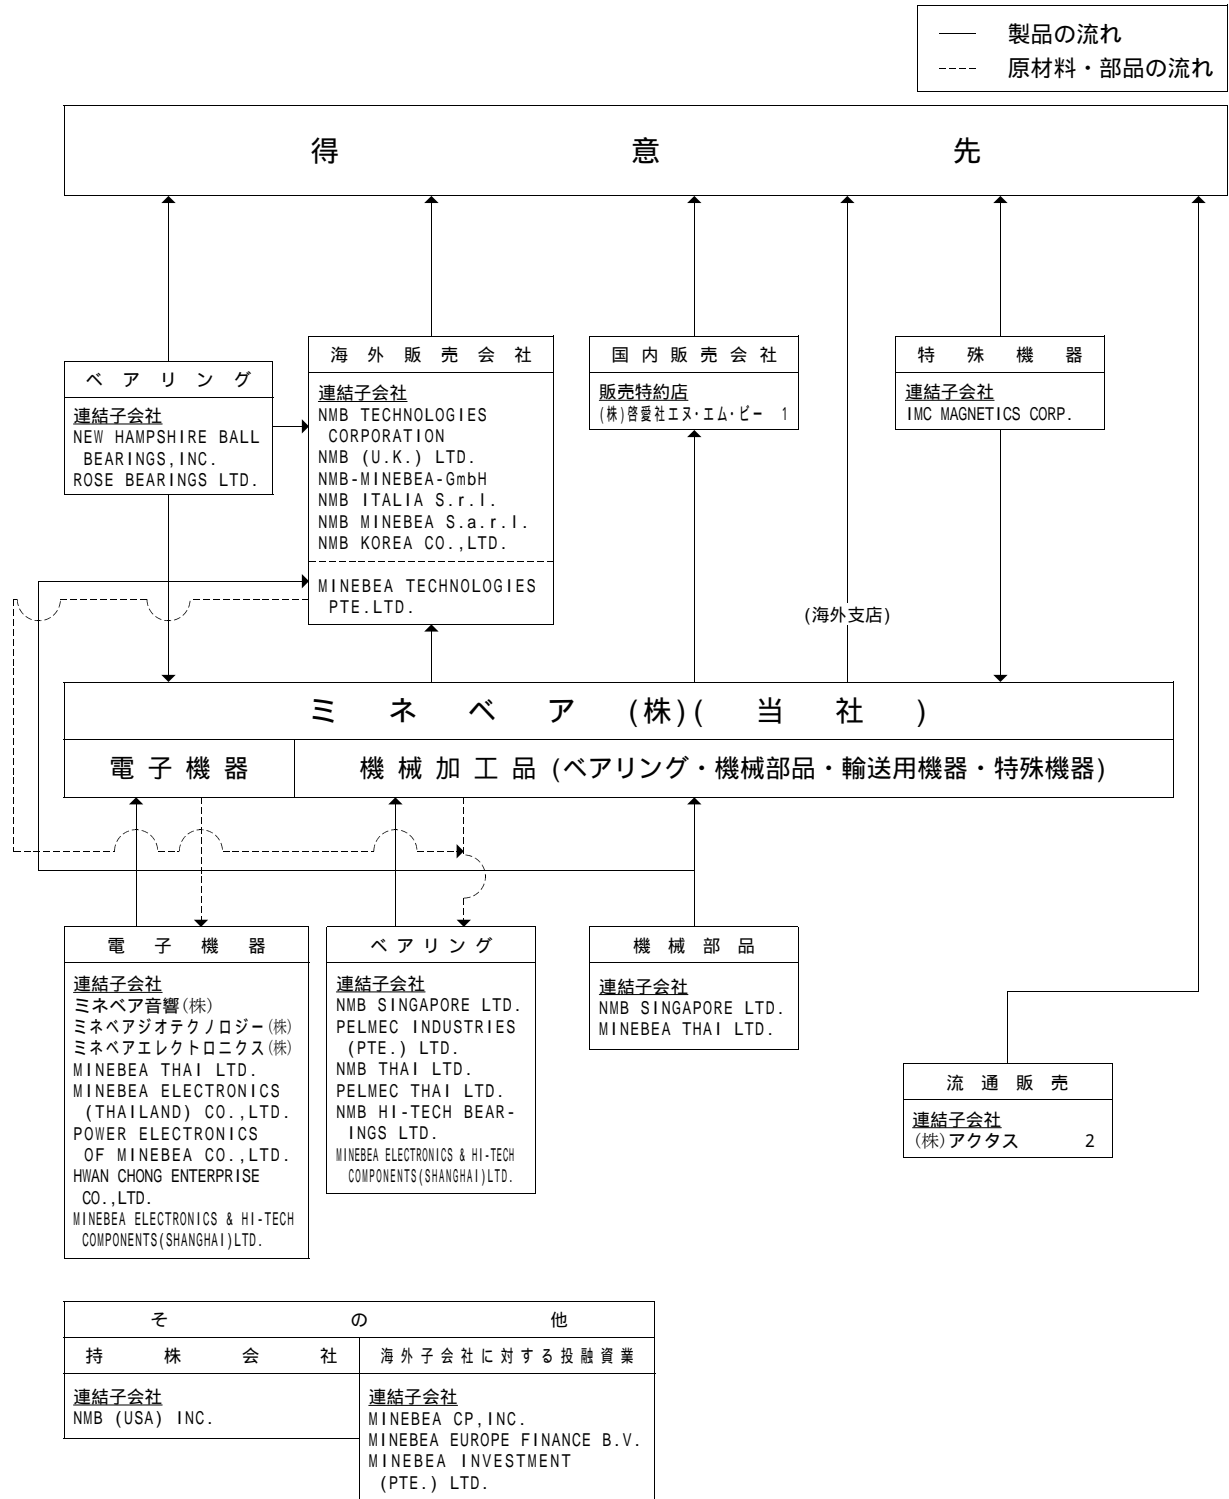 製品の流れ
原材料・部品の流れ
得意先
ベアリング
連結子会社
NEW HAMPSHIRE BALL
BEARINGS,INC.
ROSE BEARINGS LTD.
海外販売会社
連結子会社
NMB TECHNOLOGIES
CORPORATION
NMB (U.K.) LTD.
NMB-MINEBEA-GmbH
NMB ITALIA S.r.l.
NMB MINEBEA S.a.r.l.
NMB KOREA CO.,LTD.
MINEBEA TECHNOLOGIES
PTE.LTD.
国内販売会社
販売特約店
(株)啓愛社エヌ・エム・ビー 1
特殊機器
連結子会社
IMC MAGNETICS CORP.
(海外支店)
ミネベア(株)(当社)
電子機器
機械加工品(ベアリング・機械部品・輸送用機器・特殊機器)
電子機器
連結子会社
ミネベア音響(株)
ミネベアジオテクノロジー(株)
ミネベアエレクトロニクス(株)
MINEBEA THAI LTD.
MINEBEA ELECTRONICS
(THAILAND) CO.,LTD.
POWER ELECTRONICS
OF MINEBEA CO.,LTD.
HWAN CHONG ENTERPRISE
CO.,LTD.
MINEBEA ELECTRONICS & HI-TECH
COMPONENTS(SHANGHAI)LTD.
ベアリング
連結子会社
NMB SINGAPORE LTD.
PELMEC INDUSTRIES
(PTE.) LTD.
NMB THAI LTD.
PELMEC THAI LTD.
NMB HI-TECH BEAR-
INGS LTD.
MINEBEA ELECTRONICS & HI-TECH
COMPONENTS(SHANGHAI)LTD.
機械部品
連結子会社
NMB SINGAPORE LTD.
MINEBEA THAI LTD.
流通販売
連結子会社
(株)アクタス 2
その他
持株会社
連結子会社
NMB (USA) INC.
海外子会社に対する投融資業
連結子会社
MINEBEA CP,INC.
MINEBEA EUROPE FINANCE B.V.
MINEBEA INVESTMENT
(PTE.) LTD.